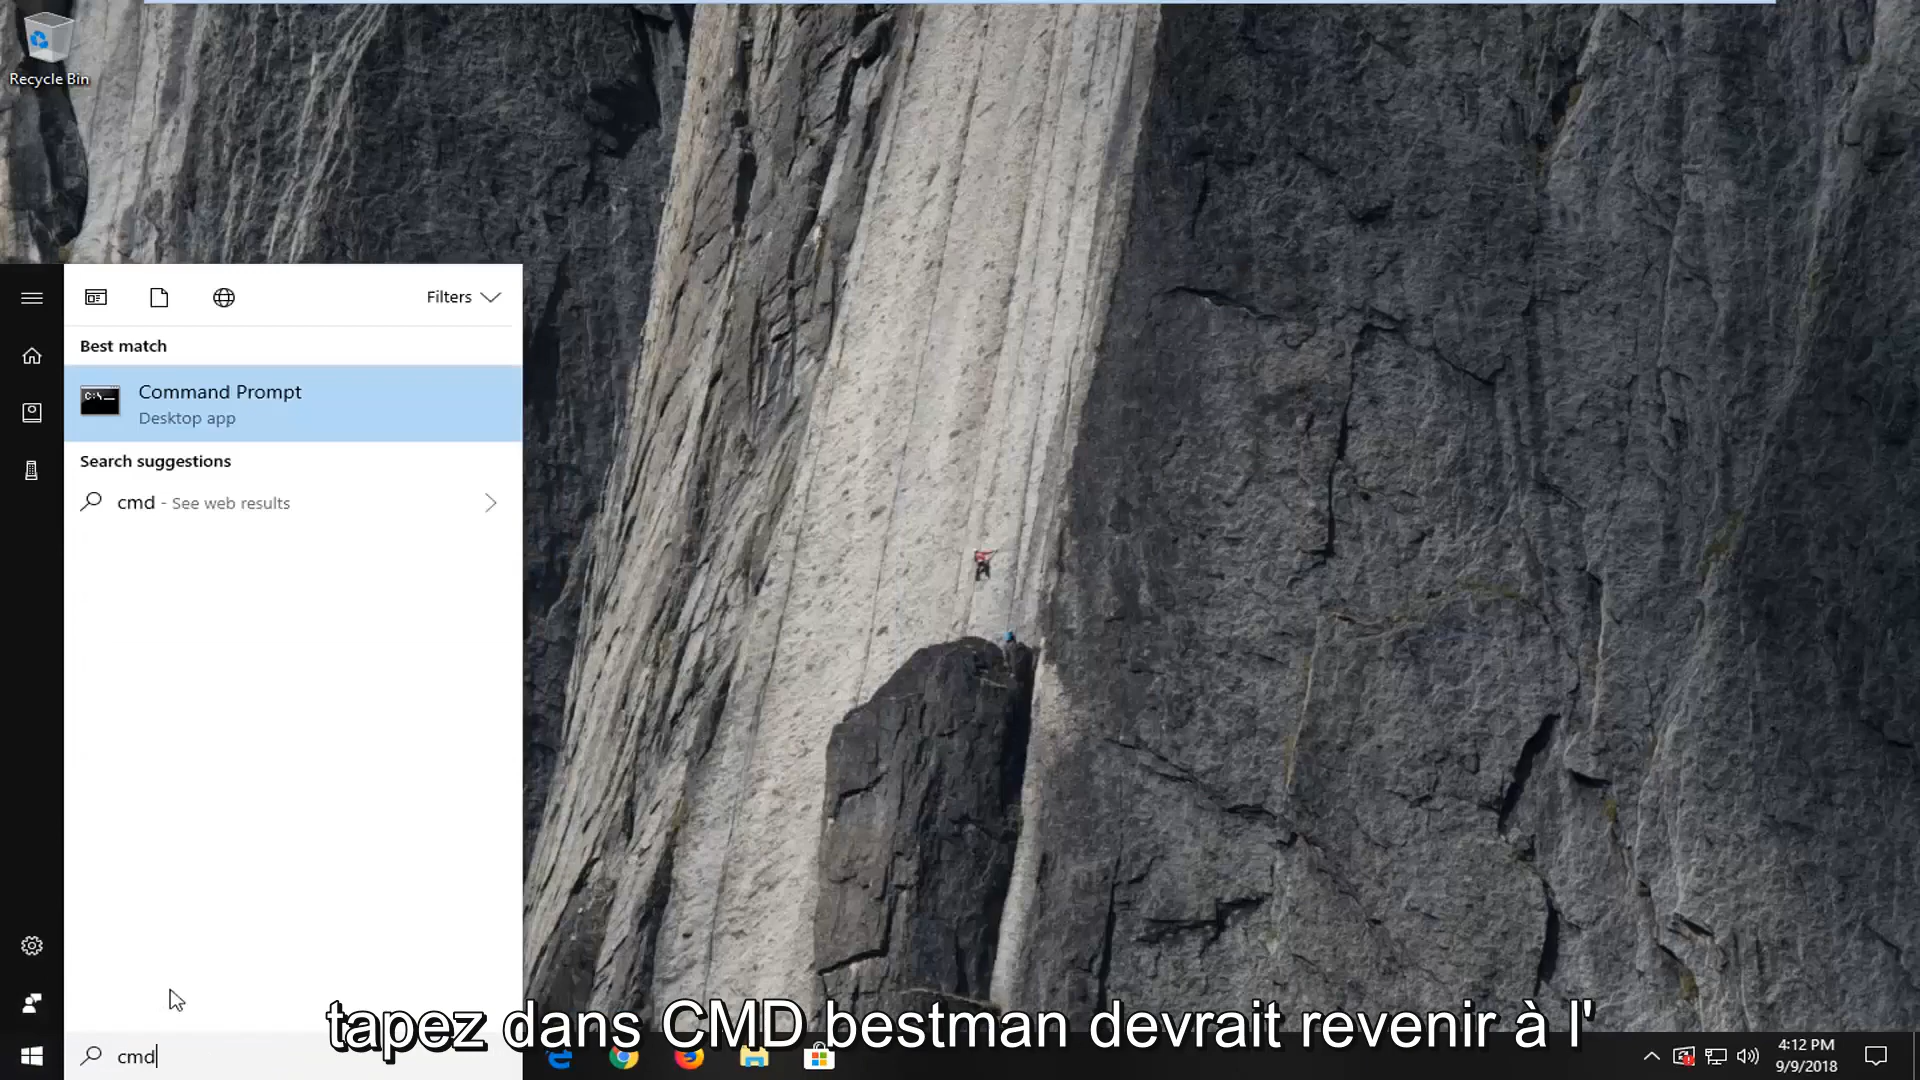 Recycle Bin
Filters
Best match
C:\_
Command Prompt
Desktop app
Search suggestions
cmd - See web results
tapez dans CMD bestman devrait revenir à l'
cmd
4:12 PM
9/9/2018